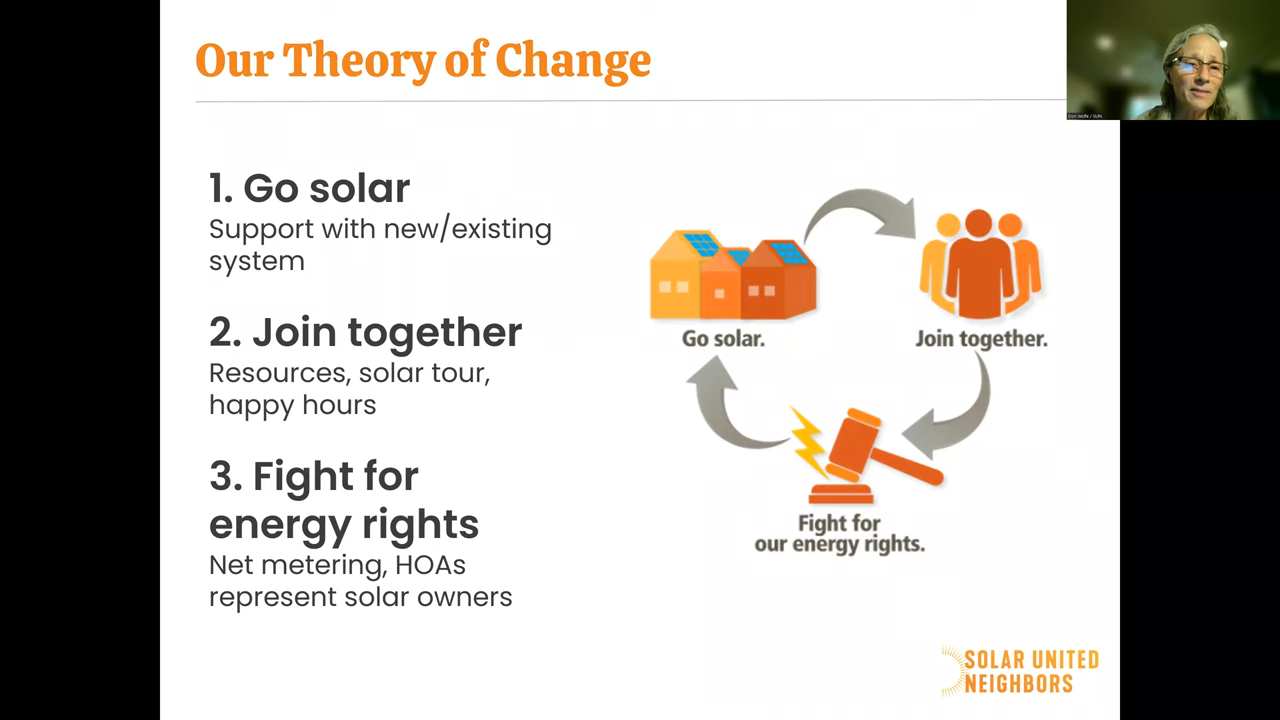 Our Theory of Change
1. Go solar
Support with new/existing
system
2. Join together
Resources, solar tour,
happy hours
3. Fight for
energy rights
Net metering, HOAs
represent solar owners
Go solar.
Join together.
Fight for
our energy rights.
SOLAR UNITED
NEIGHBORS
Wolfe / SUN